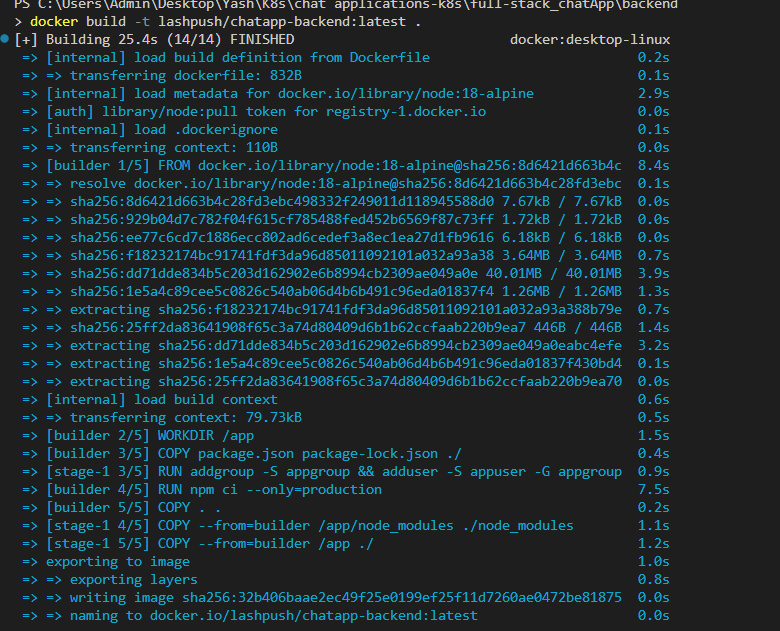 PS C:\Users\Admin\Desktop\Yash\K8s\chat applications-k8s\full-stack_chatApp\backend
> docker build -t lashpush/chatapp-backend:latest .
[+] Building 25.4s (14/14) FINISHED docker:desktop-linux
=> [internal] load build definition from Dockerfile 0.2s
=> => transferring dockerfile: 832B 0.1s
=> [internal] load metadata for docker.io/library/node:18-alpine 2.9s
=> [auth] library/node:pull token for registry-1.docker.io 0.0s
=> [internal] load .dockerignore 0.1s
=> => transferring context: 110B 0.0s
=> [builder 1/5] FROM docker.io/library/node:18-alpine@sha256:8d6421d663b4c 8.4s
=> => resolve docker.io/library/node:18-alpine@sha256:8d6421d663b4c28fd3ebc 0.1s
=> => sha256:8d6421d663b4c28fd3ebc498332f249011d118945588d0 7.67kB / 7.67kB 0.0s
=> => sha256:929b04d7c782f04f615cf785488fed452b6569f87c73ff 1.72kB / 1.72kB 0.0s
=> => sha256:ee77c6cd7c1886ecc802ad6cedef3a8ec1ea27d1fb9616 6.18kB / 6.18kB 0.0s
=> => sha256:f18232174bc91741fdf3da96d85011092101a032a93a38 3.64MB / 3.64MB 0.7s
=> => sha256:dd71dde834b5c203d162902e6b8994cb2309ae049a0e 40.01MB / 40.01MB 3.9s
=> => sha256:1e5a4c89cee5c0826c540ab06d4b6b491c96eda01837f4 1.26MB / 1.26MB 1.3s
=> => extracting sha256:f18232174bc91741fdf3da96d85011092101a032a93a388b79e 0.7s
=> => sha256:25ff2da83641908f65c3a74d80409d6b1b62ccfaab220b9ea7 446B / 446B 1.4s
=> => extracting sha256:dd71dde834b5c203d162902e6b8994cb2309ae049a0eabc4efe 3.2s
=> => extracting sha256:1e5a4c89cee5c0826c540ab06d4b6b491c96eda01837f430bd4 0.1s
=> => extracting sha256:25ff2da83641908f65c3a74d80409d6b1b62ccfaab220b9ea70 0.0s
=> [internal] load build context 0.6s
=> => transferring context: 79.73kB 0.5s
=> [builder 2/5] WORKDIR /app 1.5s
=> [builder 3/5] COPY package.json package-lock.json ./ 0.4s
=> [stage-1 3/5] RUN addgroup -S appgroup && adduser -S appuser -G appgroup 0.9s
=> [builder 4/5] RUN npm ci --only=production 7.5s
=> [builder 5/5] COPY . . 0.2s
=> [stage-1 4/5] COPY --from=builder /app/node_modules ./node_modules 1.1s
=> [stage-1 5/5] COPY --from=builder /app ./ 1.2s
=> exporting to image 1.0s
=> => exporting layers 0.8s
=> => writing image sha256:32b406baae2ec49f25e0199ef25f11d7260ae0472be81875 0.0s
=> => naming to docker.io/lashpush/chatapp-backend:latest 0.0s